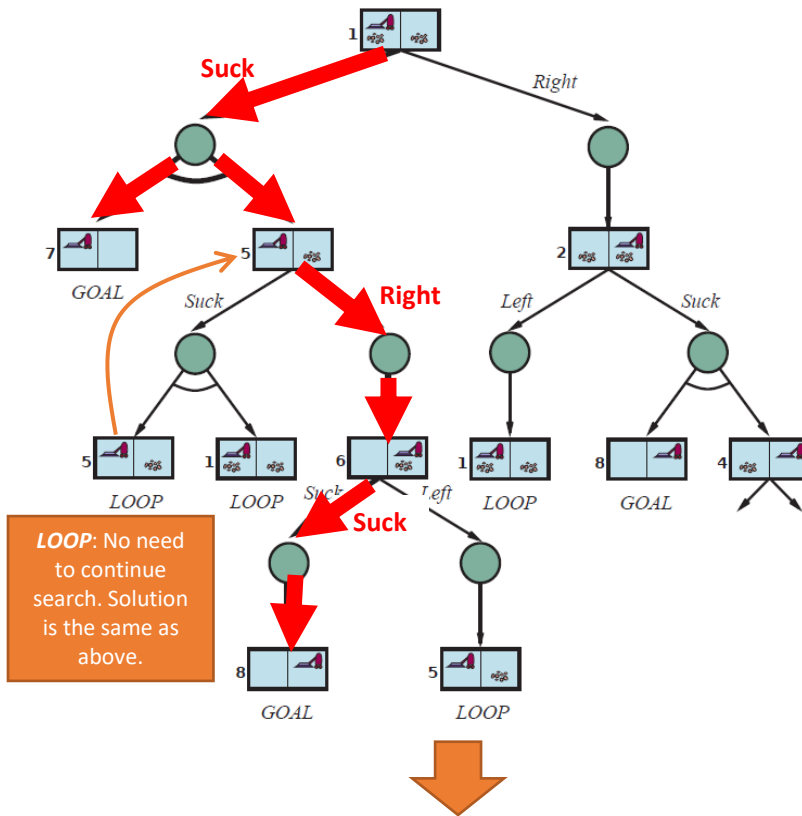 1
Suck
Right
7
5
2
GOAL
Suck
Right
Left
Suck
5
1
6
1
8
4
LOOP
LOOP
Suck
Left
LOOP
GOAL
Suck
LOOP: No need
to continue
search. Solution
is the same as
above.
8
5
GOAL
LOOP